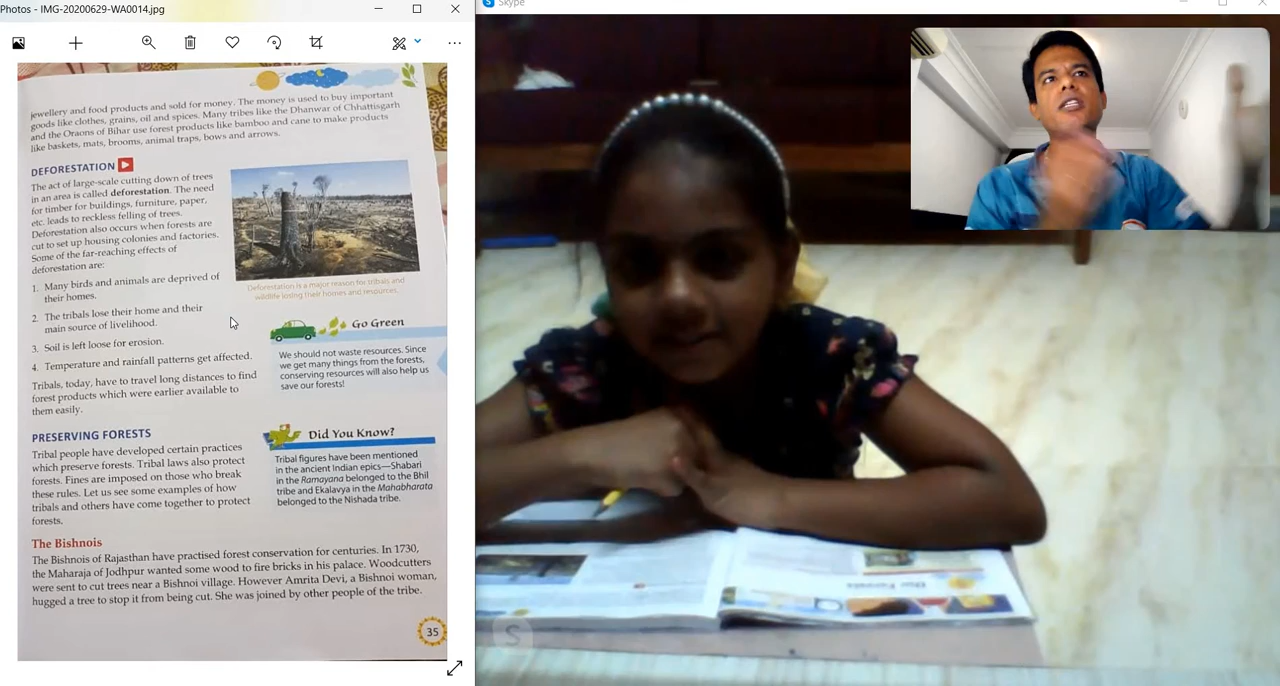 Photos - IMG-20200629-WA0014.jpg
Skype
jewellery and food products and sold for money. The money is used to buy important
goods like clothes, grains, oil and spices. Many tribes like the Dhanwar of Chhattisgarh
and the Oraons of Bihar use forest products like bamboo and cane to make products
like baskets, mats, brooms, animal traps, bows and arrows.
DEFORESTATION
The act of large-scale cutting down of trees
in an area is called deforestation. The need
for timber for buildings, furniture, paper,
etc. leads to reckless felling of trees.
Deforestation also occurs when forests are
cut to set up housing colonies and factories.
Some of the far-reaching effects of
deforestation are:
1. Many birds and animals are deprived of
their homes.
2. The tribals lose their home and their
main source of livelihood.
3. Soil is left loose for erosion.
4. Temperature and rainfall patterns get affected.
Tribals, today, have to travel long distances to find
forest products which were earlier available to
them easily.
Deforestation is a major reason for tribals and
wildlife losing their homes and resources.
Go Green
We should not waste resources. Since
we get many things from the forests,
conserving resources will also help us
save our forests!
PRESERVING FORESTS
Tribal people have developed certain practices
which preserve forests. Tribal laws also protect
forests. Fines are imposed on those who break
these rules. Let us see some examples of how
tribals and others have come together to protect
forests.
Did You Know?
Tribal figures have been mentioned
in the ancient Indian epics—Shabari
in the Ramayana belonged to the Bhil
tribe and Ekalavya in the Mahabharata
belonged to the Nishada tribe.
The Bishnois
The Bishnois of Rajasthan have practised forest conservation for centuries. In 1730,
the Maharaja of Jodhpur wanted some wood to fire bricks in his palace. Woodcutters
were sent to cut trees near a Bishnoi village. However Amrita Devi, a Bishnoi woman,
hugged a tree to stop it from being cut. She was joined by other people of the tribe.
35
Our Forests